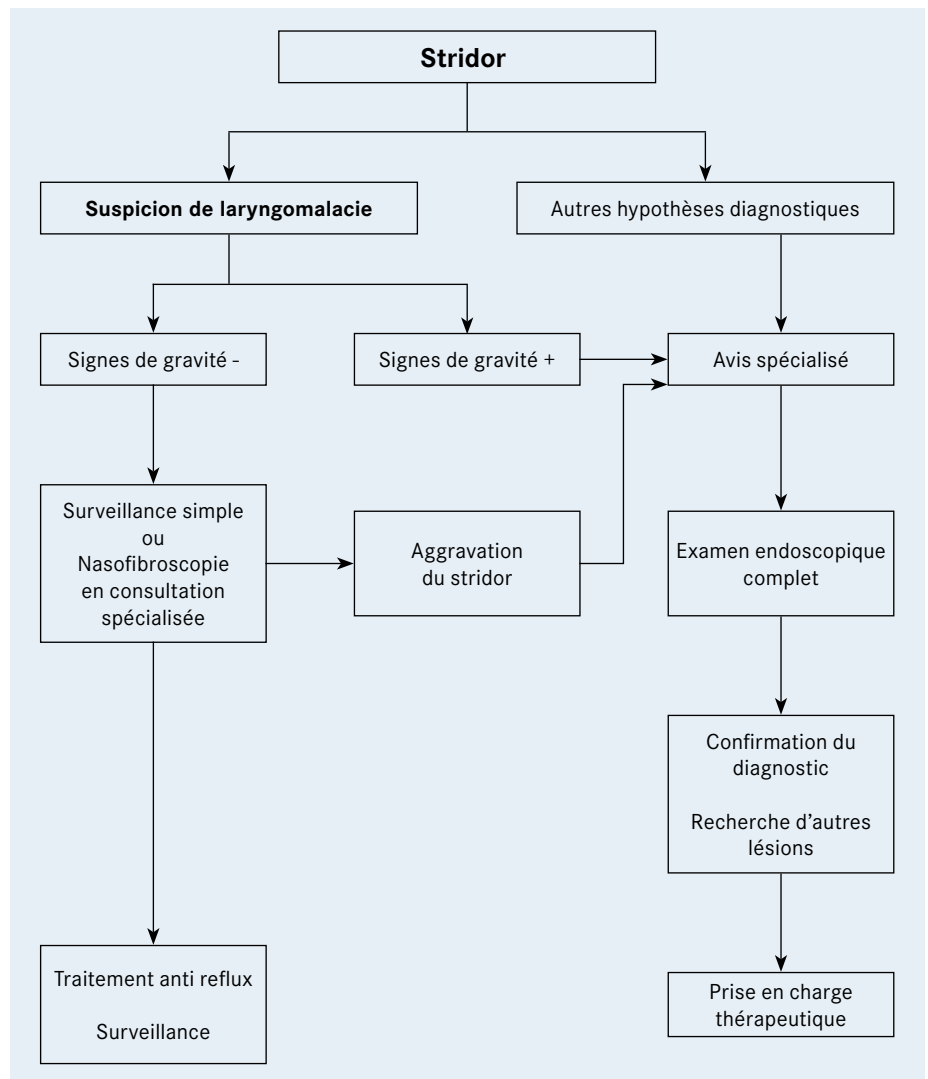 Stridor
Suspicion de laryngomalacie
Autres hypothèses diagnostiques
Signes de gravité -
Signes de gravité +
Avis spécialisé
Surveillance simple
ou
Nasofibroscopie
en consultation
spécialisée
Aggravation
du stridor
Examen endoscopique
complet
Confirmation du
diagnostic
Recherche d'autres
lésions
Traitement anti reflux
Surveillance
Prise en charge
thérapeutique